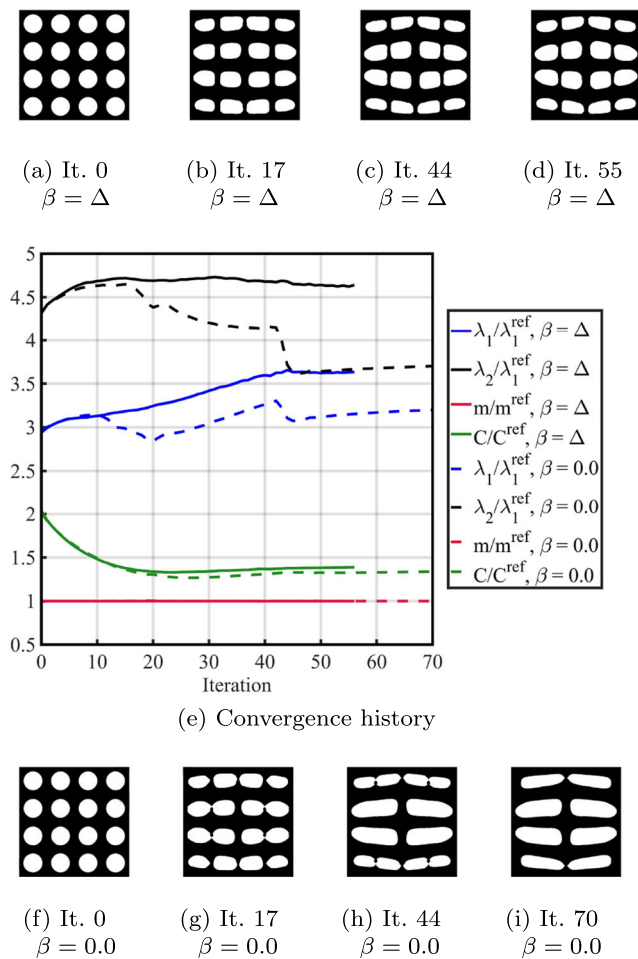 (a) It. 0 (b) It. 17 (c) It. 44 (d) It. 55
β = Δ β = Δ β = Δ β = Δ
5
4.5
4
3.5
3
2.5
2
1.5
1
0.5
0 10 20 30 40 50 60 70
Iteration
λ₁/λ₁ʳᵉᶠ, β = Δ
λ₂/λ₁ʳᵉᶠ, β = Δ
m/mʳᵉᶠ, β = Δ
C/Cʳᵉᶠ, β = Δ
λ₁/λ₁ʳᵉᶠ, β = 0.0
λ₂/λ₁ʳᵉᶠ, β = 0.0
m/mʳᵉᶠ, β = 0.0
C/Cʳᵉᶠ, β = 0.0
(e) Convergence history
(f) It. 0 (g) It. 17 (h) It. 44 (i) It. 70
β = 0.0 β = 0.0 β = 0.0 β = 0.0